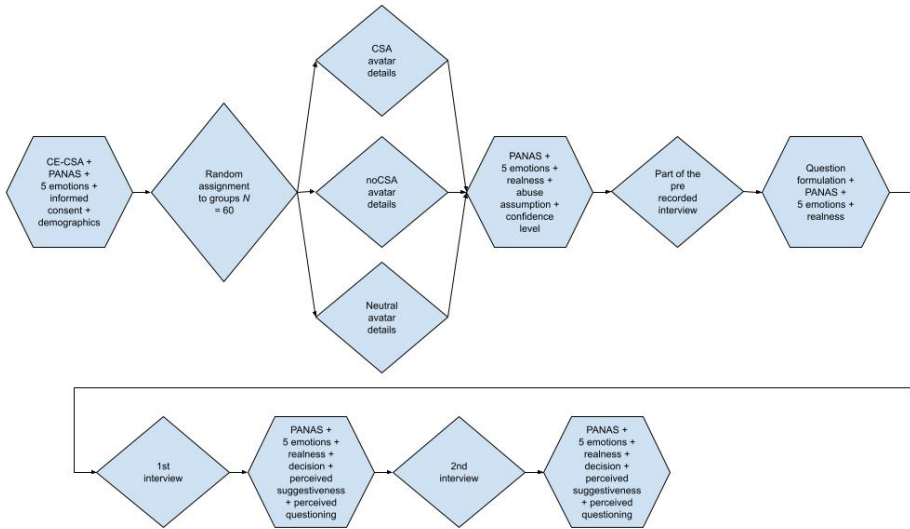 CE-CSA +
PANAS +
5 emotions +
informed
consent +
demographics
Random
assignment
to groups N
= 60
CSA
avatar
details
noCSA
avatar
details
Neutral
avatar
details
PANAS +
5 emotions +
realness +
abuse
assumption +
confidence
level
Part of the
pre
recorded
interview
Question
formulation +
PANAS +
5 emotions +
realness
1st
interview
PANAS +
5 emotions +
realness +
decision +
perceived
suggestiveness
+ perceived
questioning
2nd
interview
PANAS +
5 emotions +
realness +
decision +
perceived
suggestiveness
+ perceived
questioning